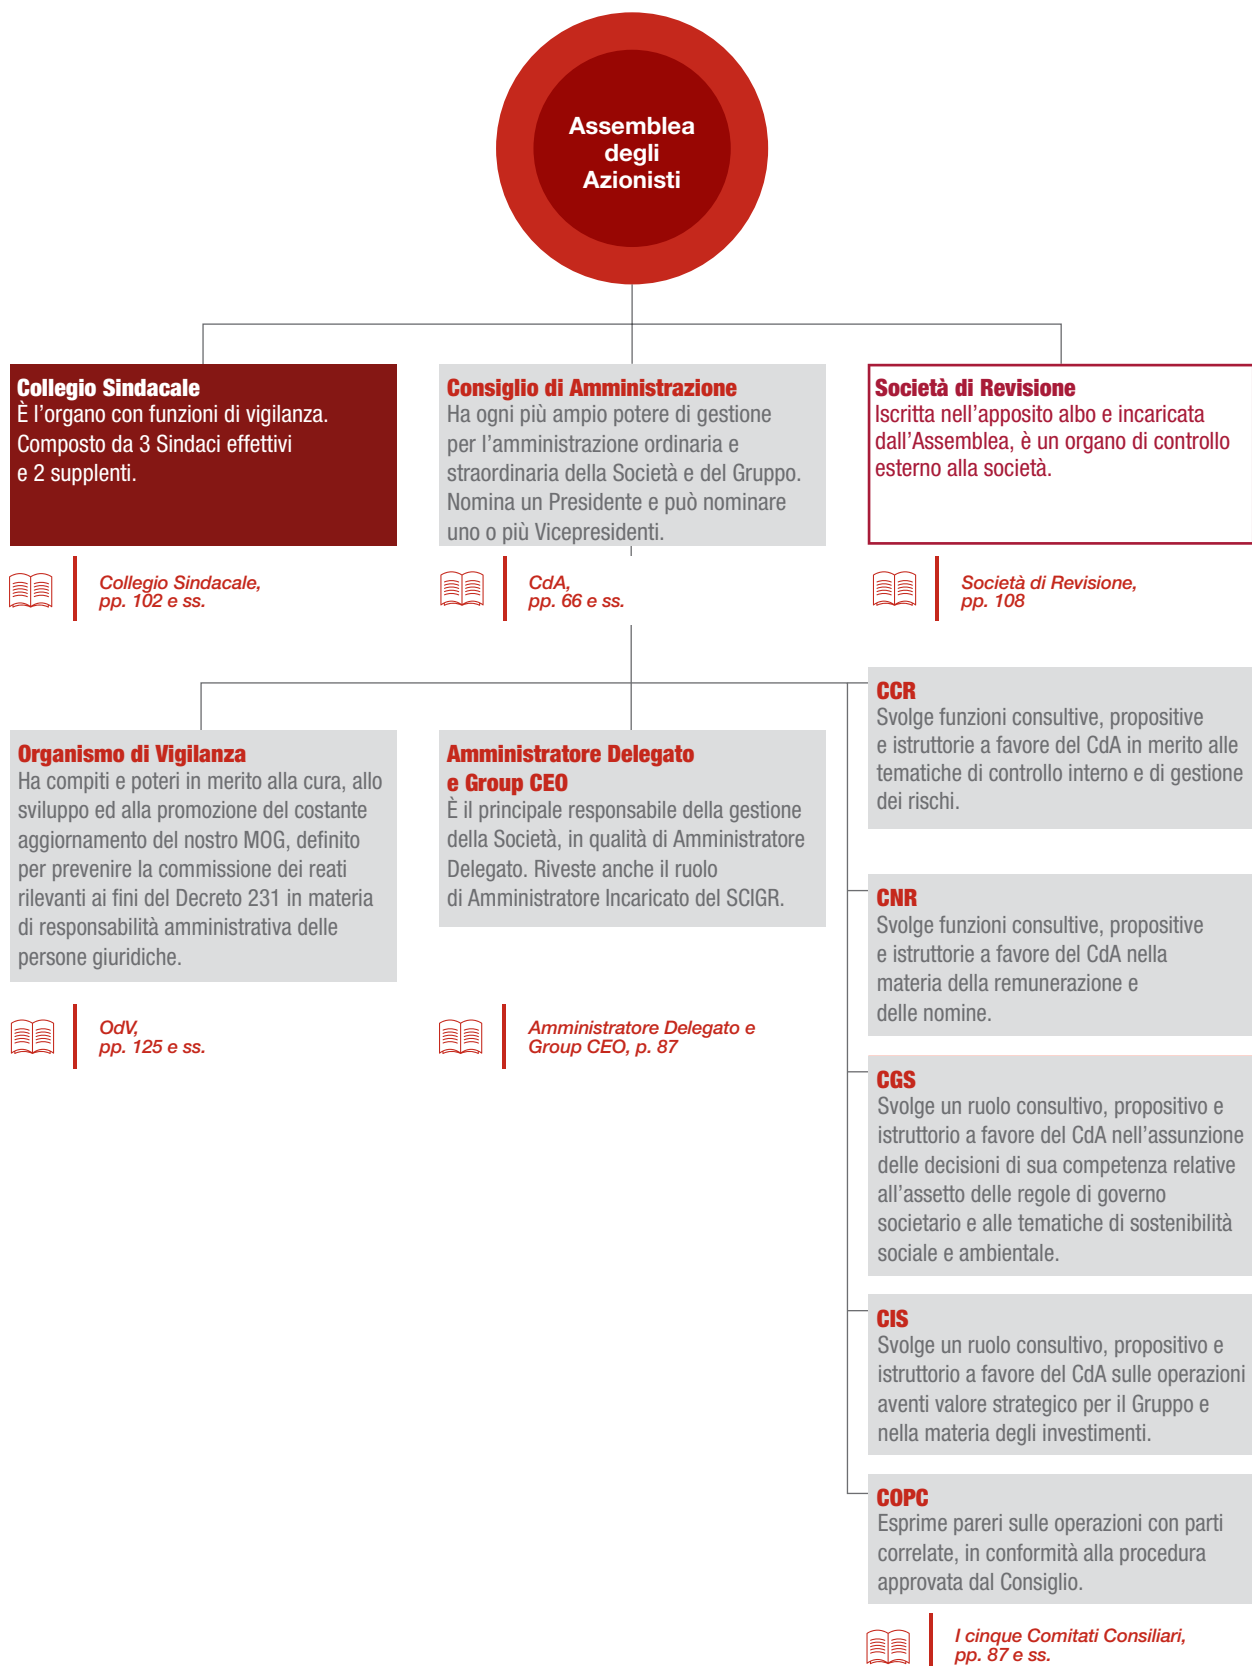 Assemblea
degli
Azionisti
Collegio Sindacale
È l'organo con funzioni di vigilanza.
Composto da 3 Sindaci effettivi
e 2 supplenti.
Collegio Sindacale,
pp. 102 e ss.
Consiglio di Amministrazione
Ha ogni più ampio potere di gestione
per l'amministrazione ordinaria e
straordinaria della Società e del Gruppo.
Nomina un Presidente e può nominare
uno o più Vicepresidenti.
CdA,
pp. 66 e ss.
Società di Revisione
Iscritta nell'apposito albo e incaricata
dall'Assemblea, è un organo di controllo
esterno alla società.
Società di Revisione,
pp. 108
Organismo di Vigilanza
Ha compiti e poteri in merito alla cura, allo
sviluppo ed alla promozione del costante
aggiornamento del nostro MOG, definito
per prevenire la commissione dei reati
rilevanti ai fini del Decreto 231 in materia
di responsabilità amministrativa delle
persone giuridiche.
OdV,
pp. 125 e ss.
Amministratore Delegato
e Group CEO
È il principale responsabile della gestione
della Società, in qualità di Amministratore
Delegato. Riveste anche il ruolo
di Amministratore Incaricato del SCIGR.
Amministratore Delegato e
Group CEO, p. 87
CCR
Svolge funzioni consultive, propositive
e istruttorie a favore del CdA in merito alle
tematiche di controllo interno e di gestione
dei rischi.
CNR
Svolge funzioni consultive, propositive
e istruttorie a favore del CdA nella
materia della remunerazione e
delle nomine.
CGS
Svolge un ruolo consultivo, propositivo e
istruttorio a favore del CdA nell'assunzione
delle decisioni di sua competenza relative
all'assetto delle regole di governo
societario e alle tematiche di sostenibilità
sociale e ambientale.
CIS
Svolge un ruolo consultivo, propositivo e
istruttorio a favore del CdA sulle operazioni
aventi valore strategico per il Gruppo e
nella materia degli investimenti.
COPC
Esprime pareri sulle operazioni con parti
correlate, in conformità alla procedura
approvata dal Consiglio.
I cinque Comitati Consiliari,
pp. 87 e ss.